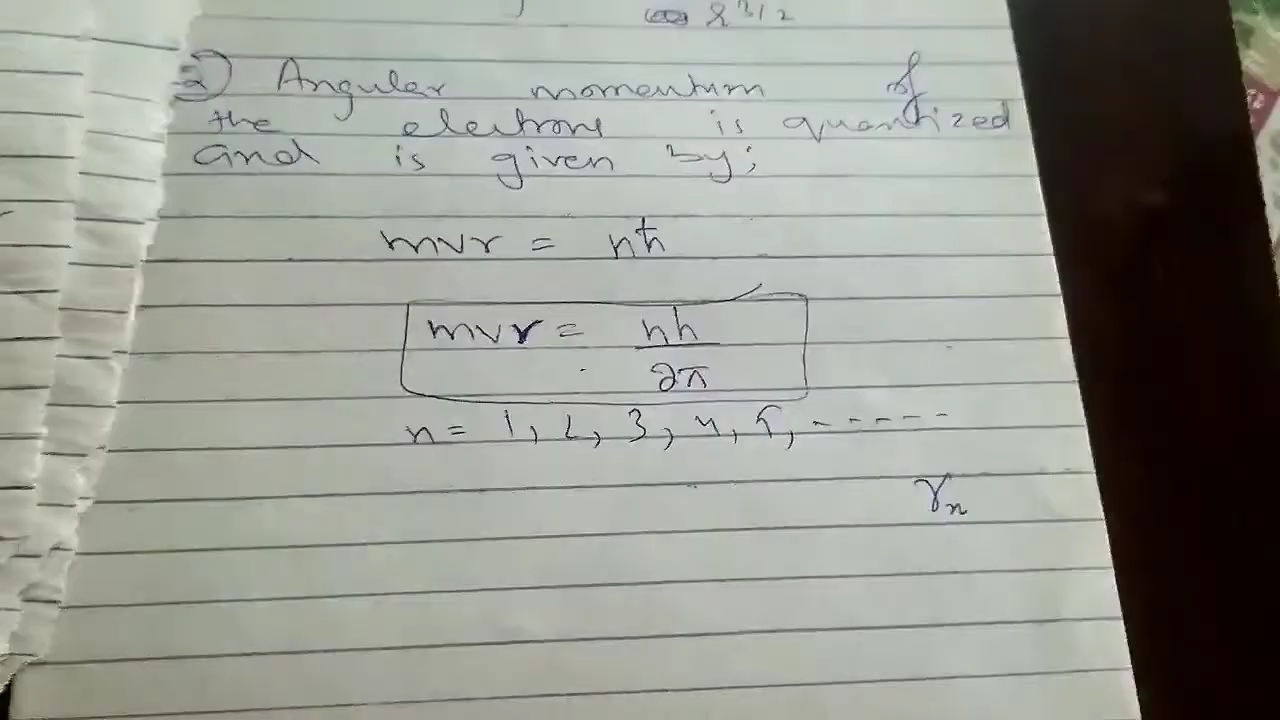 2) Angular momentum of
the electrons is quantized
and is given by;
mvr = nħ
mvr = nh
2π
n = 1, 2, 3, 4, 5, -----
rn